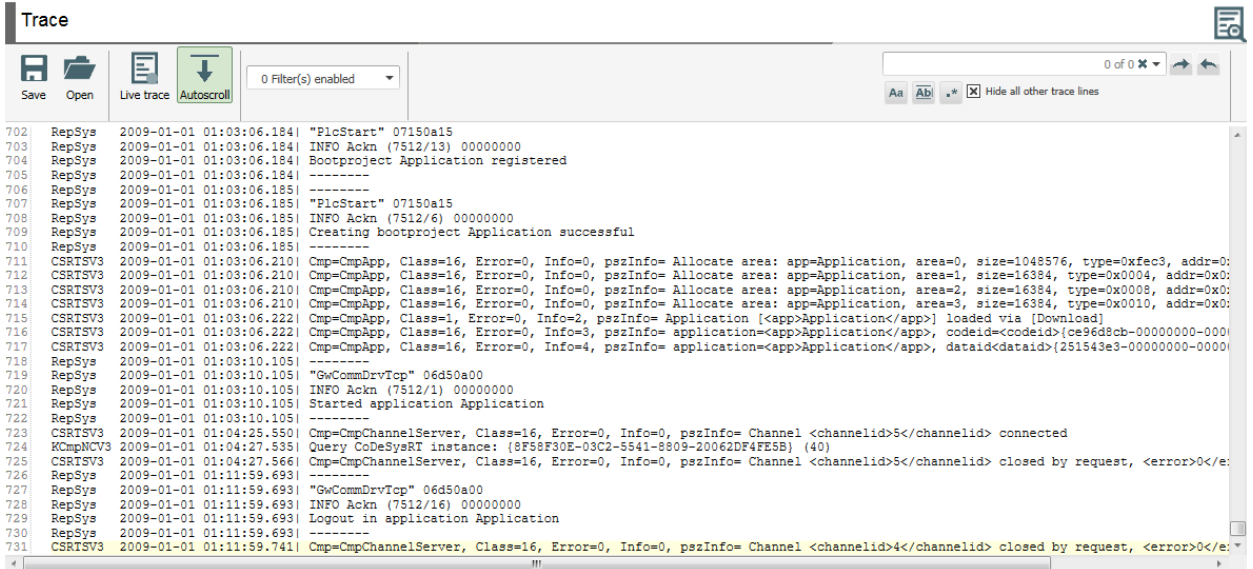 Trace
Save
Open
Live trace
Autoscroll
0 Filter(s) enabled
0 of 0
Aa
Ab
.*
Hide all other trace lines
702 RepSys 2009-01-01 01:03:06.184| "PlcStart" 07150a15
703 RepSys 2009-01-01 01:03:06.184| INFO Ackn (7512/13) 00000000
704 RepSys 2009-01-01 01:03:06.184| Bootproject Application registered
705 RepSys 2009-01-01 01:03:06.184| --------
706 RepSys 2009-01-01 01:03:06.185| --------
707 RepSys 2009-01-01 01:03:06.185| "PlcStart" 07150a15
708 RepSys 2009-01-01 01:03:06.185| INFO Ackn (7512/6) 00000000
709 RepSys 2009-01-01 01:03:06.185| Creating bootproject Application successful
710 RepSys 2009-01-01 01:03:06.185| --------
711 CSRTSV3 2009-01-01 01:03:06.210| Cmp=CmpApp, Class=16, Error=0, Info=0, pszInfo= Allocate area: app=Application, area=0, size=1048576, type=0xfec3, addr=0
712 CSRTSV3 2009-01-01 01:03:06.210| Cmp=CmpApp, Class=16, Error=0, Info=0, pszInfo= Allocate area: app=Application, area=1, size=16384, type=0x0004, addr=0x0
713 CSRTSV3 2009-01-01 01:03:06.210| Cmp=CmpApp, Class=16, Error=0, Info=0, pszInfo= Allocate area: app=Application, area=2, size=16384, type=0x0008, addr=0x0
714 CSRTSV3 2009-01-01 01:03:06.210| Cmp=CmpApp, Class=16, Error=0, Info=0, pszInfo= Allocate area: app=Application, area=3, size=16384, type=0x0010, addr=0x0
715 CSRTSV3 2009-01-01 01:03:06.222| Cmp=CmpApp, Class=1, Error=0, Info=2, pszInfo= Application [<app>Application</app>] loaded via [Download]
716 CSRTSV3 2009-01-01 01:03:06.222| Cmp=CmpApp, Class=16, Error=0, Info=3, pszInfo= application=<app>Application</app>, codeid=<codeid>{ce96d8cb-00000000-000
717 CSRTSV3 2009-01-01 01:03:06.222| Cmp=CmpApp, Class=16, Error=0, Info=4, pszInfo= application=<app>Application</app>, dataid<dataid>{251543e3-00000000-0000
718 RepSys 2009-01-01 01:03:10.105| --------
719 RepSys 2009-01-01 01:03:10.105| "GwCommDrvTcp" 06d50a00
720 RepSys 2009-01-01 01:03:10.105| INFO Ackn (7512/1) 00000000
721 RepSys 2009-01-01 01:03:10.105| Started application Application
722 RepSys 2009-01-01 01:03:10.105| --------
723 CSRTSV3 2009-01-01 01:04:25.550| Cmp=CmpChannelServer, Class=16, Error=0, Info=0, pszInfo= Channel <channelid>5</channelid> connected
724 KCmpNCV3 2009-01-01 01:04:27.535| Query CoDeSysRT instance: {8F58F30E-03C2-5541-8809-20062DF4FE5B} (40)
725 CSRTSV3 2009-01-01 01:04:27.566| Cmp=CmpChannelServer, Class=16, Error=0, Info=0, pszInfo= Channel <channelid>5</channelid> closed by request, <error>0</e
726 RepSys 2009-01-01 01:11:59.693| --------
727 RepSys 2009-01-01 01:11:59.693| "GwCommDrvTcp" 06d50a00
728 RepSys 2009-01-01 01:11:59.693| INFO Ackn (7512/16) 00000000
729 RepSys 2009-01-01 01:11:59.693| Logout in application Application
730 RepSys 2009-01-01 01:11:59.693| --------
731 CSRTSV3 2009-01-01 01:11:59.741| Cmp=CmpChannelServer, Class=16, Error=0, Info=0, pszInfo= Channel <channelid>4</channelid> closed by request, <error>0</e